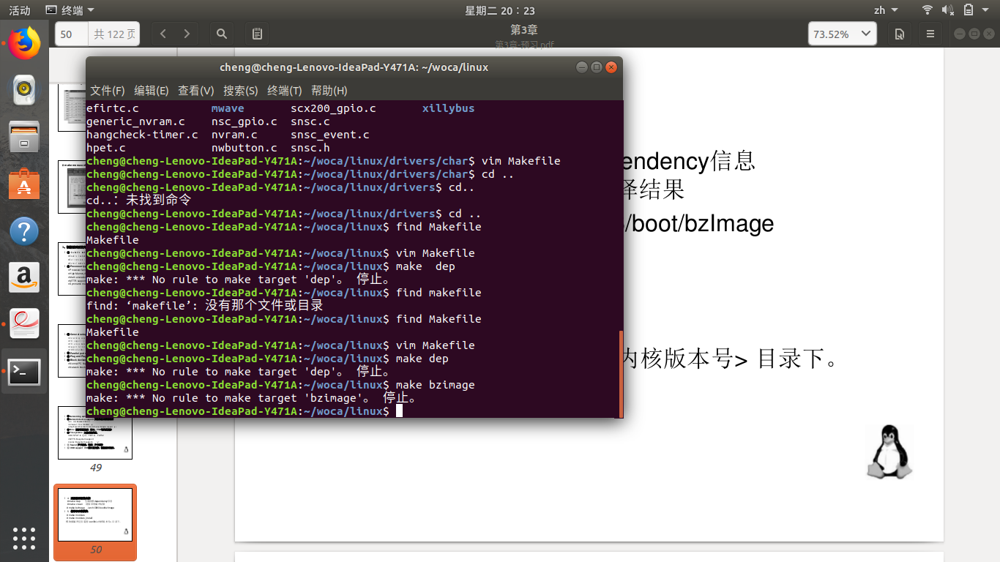 活动
终端
星期二 20：23
zh
50
共 122 页
第3章
第3章-预习.pdf
73.52%
cheng@cheng-Lenovo-IdeaPad-Y471A: ~/woca/linux
文件(F) 编辑(E) 查看(V) 搜索(S) 终端(T) 帮助(H)
efirtc.c mwave scx200_gpio.c xillybus
generic_nvram.c nsc_gpio.c snsc.c
hangcheck-timer.c nvram.c snsc_event.c
hpet.c nwbutton.c snsc.h
cheng@cheng-Lenovo-IdeaPad-Y471A:~/woca/linux/drivers/char$ vim Makefile
cheng@cheng-Lenovo-IdeaPad-Y471A:~/woca/linux/drivers/char$ cd ..
cheng@cheng-Lenovo-IdeaPad-Y471A:~/woca/linux/drivers$ cd..
cd..：未找到命令
cheng@cheng-Lenovo-IdeaPad-Y471A:~/woca/linux/drivers$ cd ..
cheng@cheng-Lenovo-IdeaPad-Y471A:~/woca/linux$ find Makefile
Makefile
cheng@cheng-Lenovo-IdeaPad-Y471A:~/woca/linux$ vim Makefile
cheng@cheng-Lenovo-IdeaPad-Y471A:~/woca/linux$ make  dep
make: *** No rule to make target 'dep'。 停止。
cheng@cheng-Lenovo-IdeaPad-Y471A:~/woca/linux$ find makefile
find: ‘makefile’: 没有那个文件或目录
cheng@cheng-Lenovo-IdeaPad-Y471A:~/woca/linux$ find Makefile
Makefile
cheng@cheng-Lenovo-IdeaPad-Y471A:~/woca/linux$ vim Makefile
cheng@cheng-Lenovo-IdeaPad-Y471A:~/woca/linux$ make dep
make: *** No rule to make target 'dep'。 停止。
cheng@cheng-Lenovo-IdeaPad-Y471A:~/woca/linux$ make bzimage
make: *** No rule to make target 'bzimage'。 停止。
cheng@cheng-Lenovo-IdeaPad-Y471A:~/woca/linux$
endency信息
译结果
/boot/bzImage
内核版本号> 目录下。
49
50